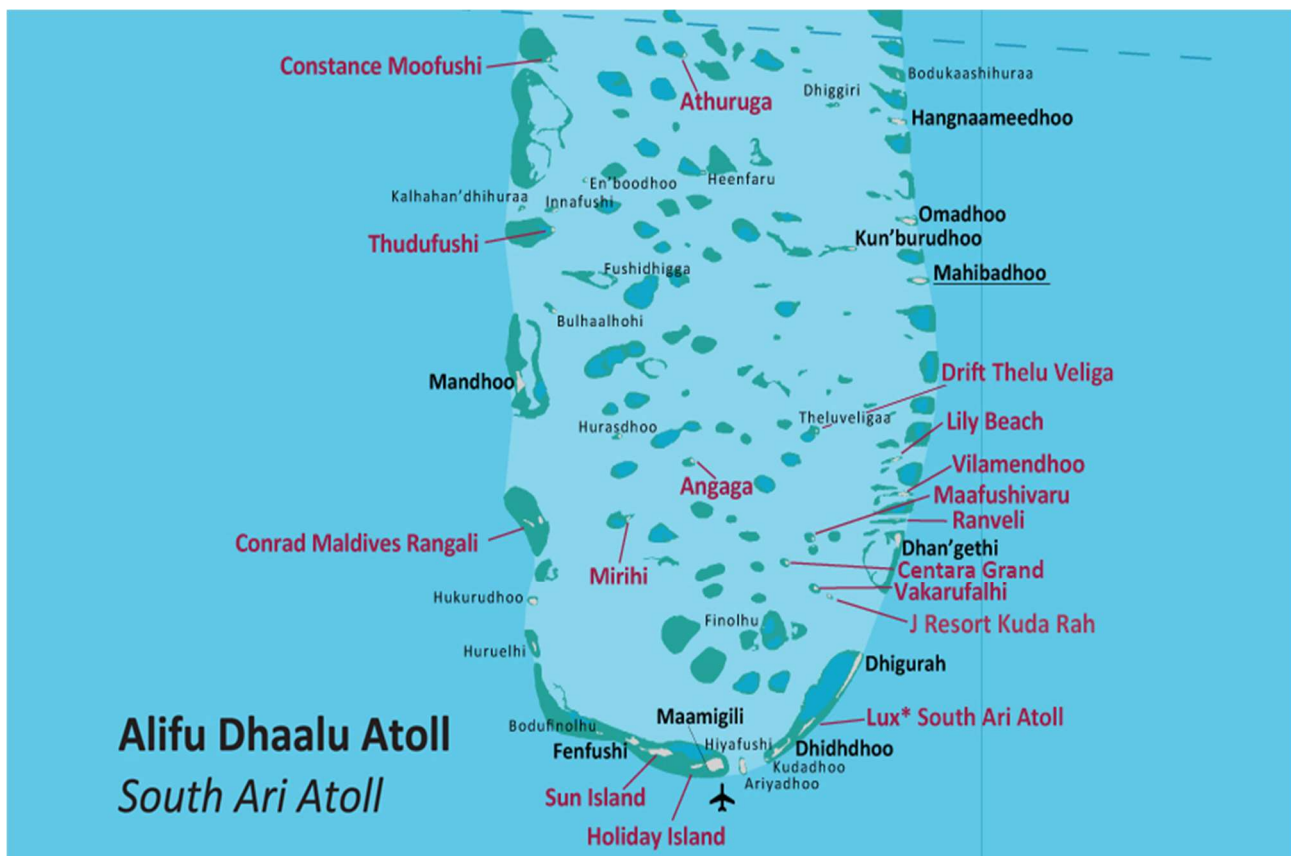 Constance Moofushi
Athuruga
Bodukaashihuraa
Dhiggiri
Hangnaameedhoo
En'boodhoo
Heenfaru
Kalhahan'dhihuraa
Innafushi
Omadhoo
Thudufushi
Kun'burudhoo
Fushidhigga
Mahibadhoo
Bulhaalhohi
Drift Thelu Veliga
Mandhoo
Theluveligaa
Lily Beach
Hurasdhoo
Vilamendhoo
Angaga
Maafushivaru
Ranveli
Conrad Maldives Rangali
Dhan'gethi
Centara Grand
Mirihi
Vakarufalhi
Hukurudhoo
Finolhu
J Resort Kuda Rah
Huruelhi
Dhigurah
Maamigili
Lux* South Ari Atoll
Bodufinolhu
Alifu Dhaalu Atoll
Fenfushi
Hiyafushi
Dhidhdhoo
Kudadhoo
Ariyadhoo
South Ari Atoll
Sun Island
Holiday Island